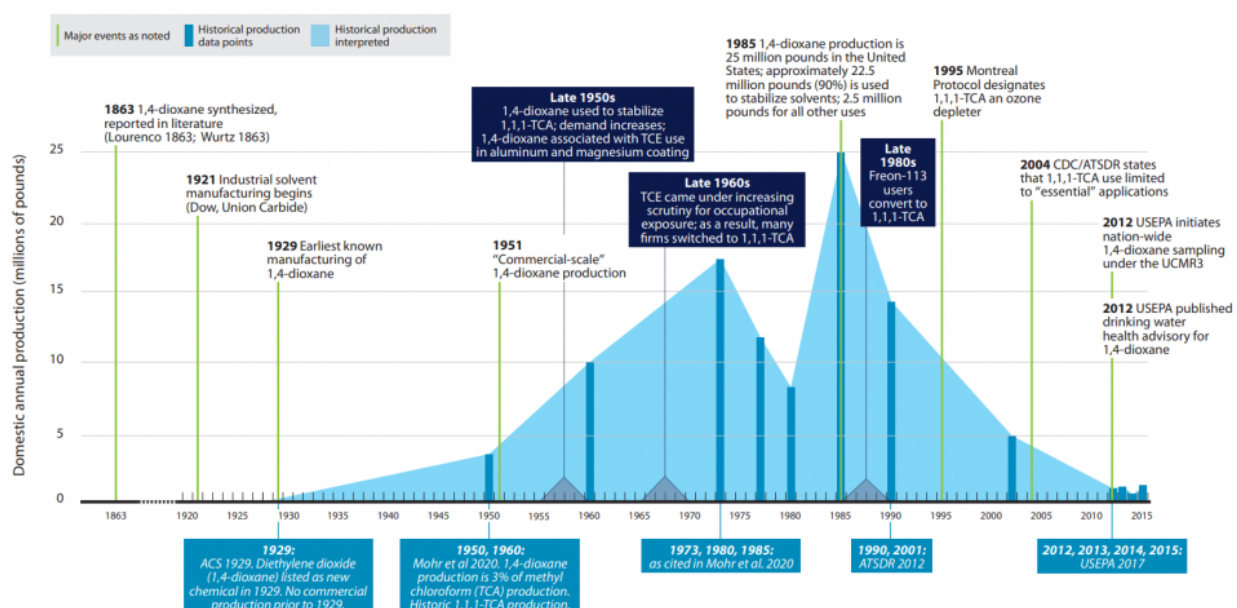 Major events as noted
Historical production
data points
Historical production
interpreted
1985 1,4-dioxane production is
25 million pounds in the United
States; approximately 22.5
million pounds (90%) is used
to stabilize solvents; 2.5 million
pounds for all other uses
1995 Montreal
Protocol designates
1,1,1-TCA an ozone
depleter
1863 1,4-dioxane synthesized,
reported in literature
(Lourenco 1863; Wurtz 1863)
Late 1950s
1,4-dioxane used to stabilize
1,1,1-TCA; demand increases;
1,4-dioxane associated with TCE use
in aluminum and magnesium coating
Late
1980s
Freon-113
users
convert to
1,1,1-TCA
2004 CDC/ATSDR states
that 1,1,1-TCA use limited
to “essential” applications
1921 Industrial solvent
manufacturing begins
(Dow, Union Carbide)
Late 1960s
TCE came under increasing
scrutiny for occupational
exposure; as a result, many
firms switched to 1,1,1-TCA
2012 USEPA initiates
nation-wide
1,4-dioxane sampling
under the UCMR3
1929 Earliest known
manufacturing of
1,4-dioxane
1951
“Commercial-scale”
1,4-dioxane production
2012 USEPA published
drinking water
health advisory for
1,4-dioxane
Domestic annual production (millions of pounds)
25
20
15
10
5
0
1863 1920 1925 1930 1935 1940 1945 1950 1955 1960 1965 1970 1975 1980 1985 1990 1995 2000 2005 2010 2015
1929:
ACS 1929. Diethylene dioxide
(1,4-dioxane) listed as new
chemical in 1929. No commercial
production prior to 1929.
1950, 1960:
Mohr et al 2020. 1,4-dioxane
production is 3% of methyl
chloroform (TCA) production.
Historic 1,1,1-TCA production.
1973, 1980, 1985:
as cited in Mohr et al. 2020
1990, 2001:
ATSDR 2012
2012, 2013, 2014, 2015:
USEPA 2017